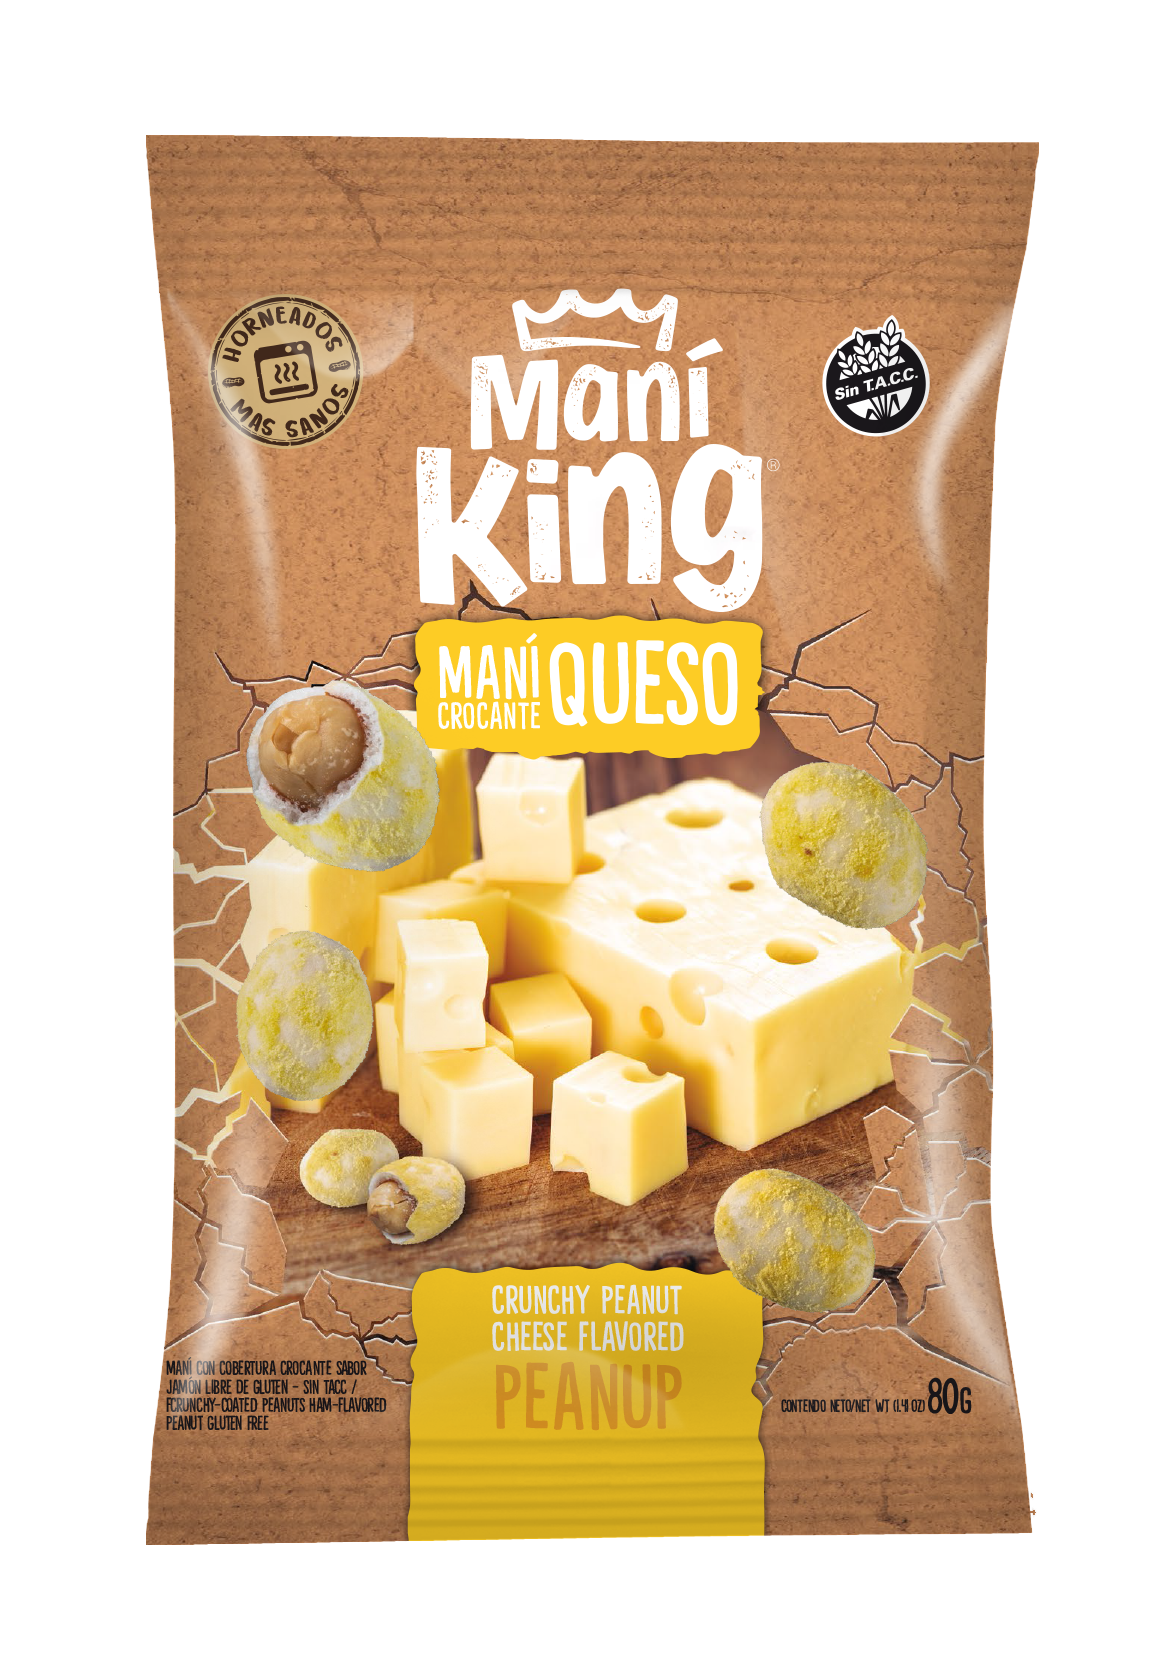 HORNEADOS
MAS SANOS
Sin T.A.C.C.
Maní
King
®
MANÍ
CROCANTE
QUESO
CRUNCHY PEANUT
CHEESE FLAVORED
PEANUP
MANÍ CON COBERTURA CROCANTE SABOR
JAMÓN LIBRE DE GLUTEN - SIN TACC /
FCRUNCHY-COATED PEANUTS HAM-FLAVORED
PEANUT GLUTEN FREE
CONTENIDO NETO/NET WT (1.41 OZ) 80G